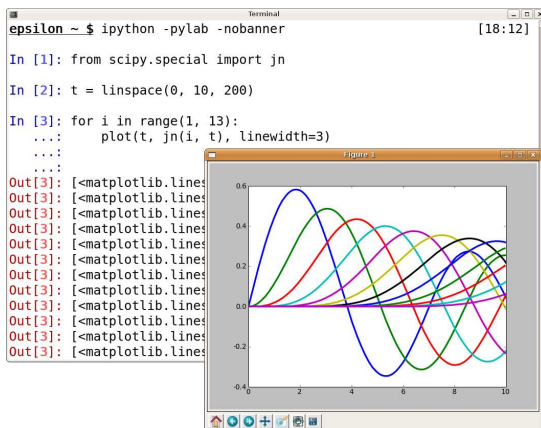 Terminal
epsilon ~ $ ipython -pylab -nobanner [18:12]
In [1]: from scipy.special import jn
In [2]: t = linspace(0, 10, 200)
In [3]: for i in range(1, 13):
...: plot(t, jn(i, t), linewidth=3)
...:
...:
Out[3]: [<matplotlib.lines
Out[3]: [<matplotlib.lines
Out[3]: [<matplotlib.lines
Out[3]: [<matplotlib.lines
Out[3]: [<matplotlib.lines
Out[3]: [<matplotlib.lines
Out[3]: [<matplotlib.lines
Out[3]: [<matplotlib.lines
Out[3]: [<matplotlib.lines
Out[3]: [<matplotlib.lines
Out[3]: [<matplotlib.lines
Out[3]: [<matplotlib.lines
Figure 1
0.6
0.4
0.2
0.0
-0.2
-0.4
0 2 4 6 8 10